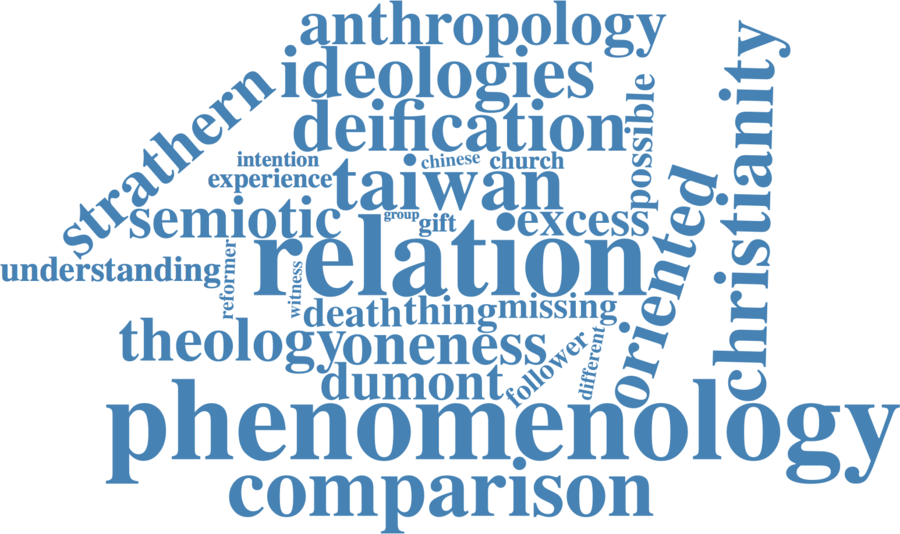 anthropology
ideologies
strathern
deification
possible
christianity
intention
chinese
church
experience
taiwan
semiotic
group
gift
excess
oriented
relation
understanding
reformer
witness
death
thing
missing
theology
oneness
follower
different
dumont
phenomenology
comparison